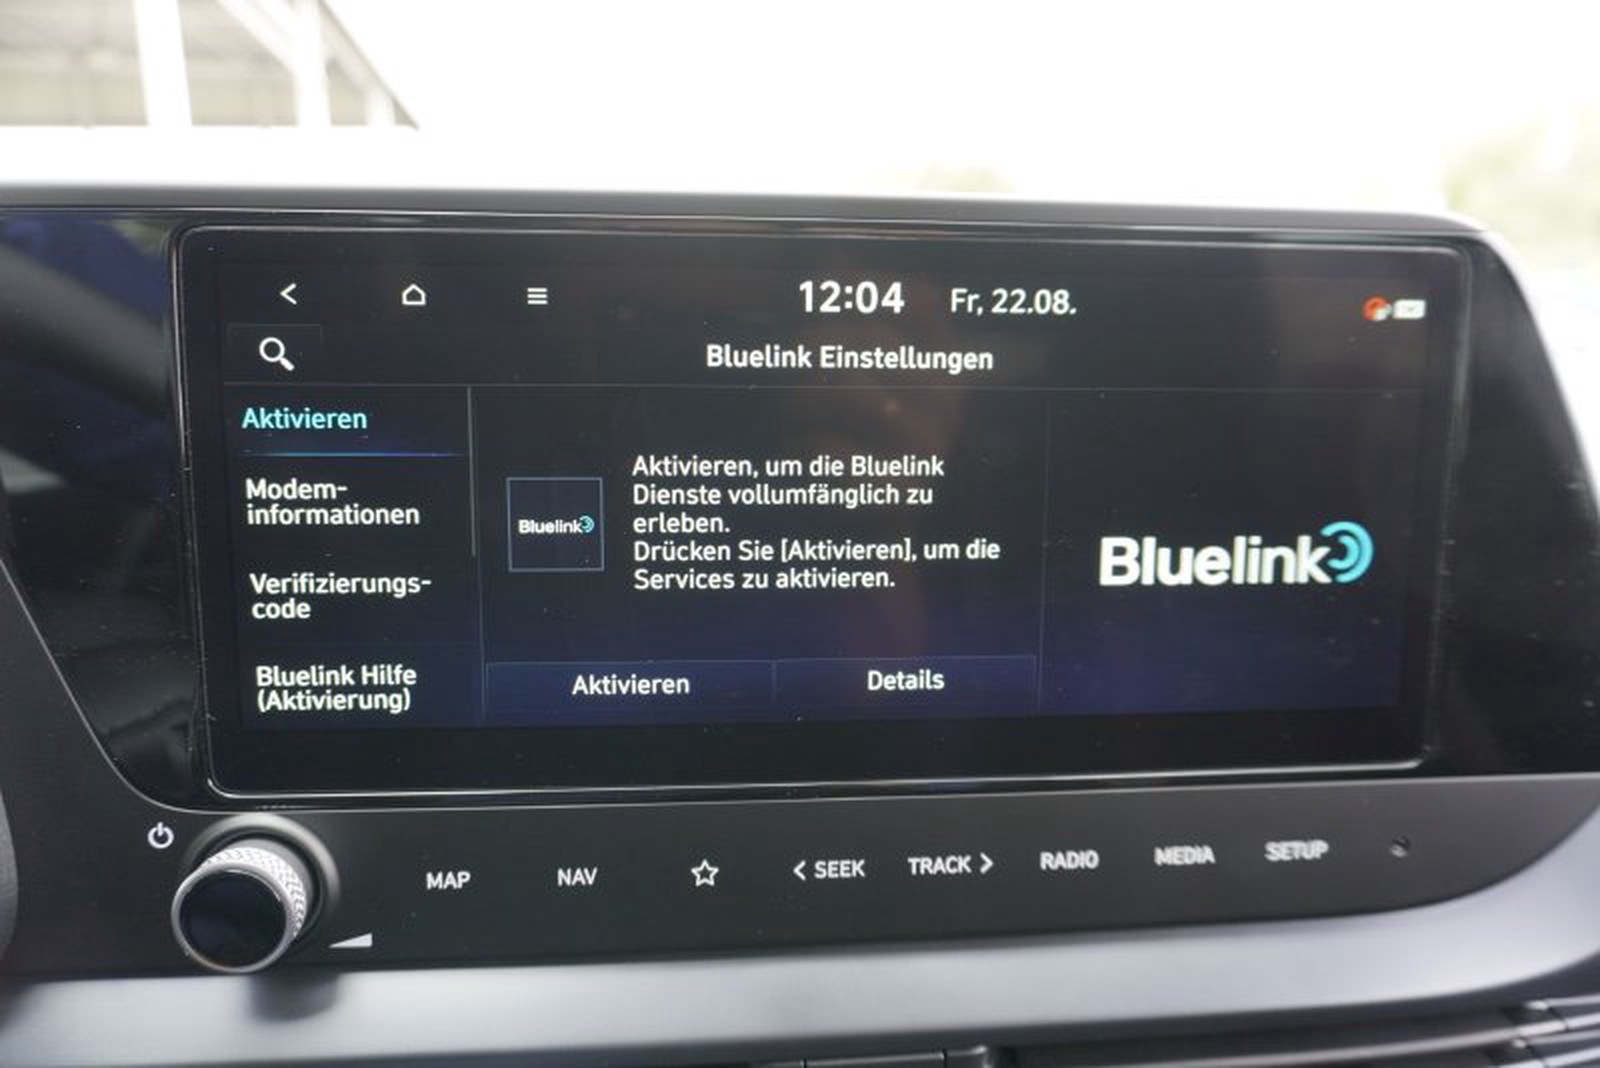 12:04 Fr, 22.08.
Bluelink Einstellungen
Aktivieren
Modem-
informationen
Verifizierungs-
code
Bluelink Hilfe
(Aktivierung)
Bluelink
Aktivieren, um die Bluelink
Dienste vollumfänglich zu
erleben.
Drücken Sie [Aktivieren], um die
Services zu aktivieren.
Aktivieren
Details
Bluelink
MAP
NAV
< SEEK
TRACK >
RADIO
MEDIA
SETUP